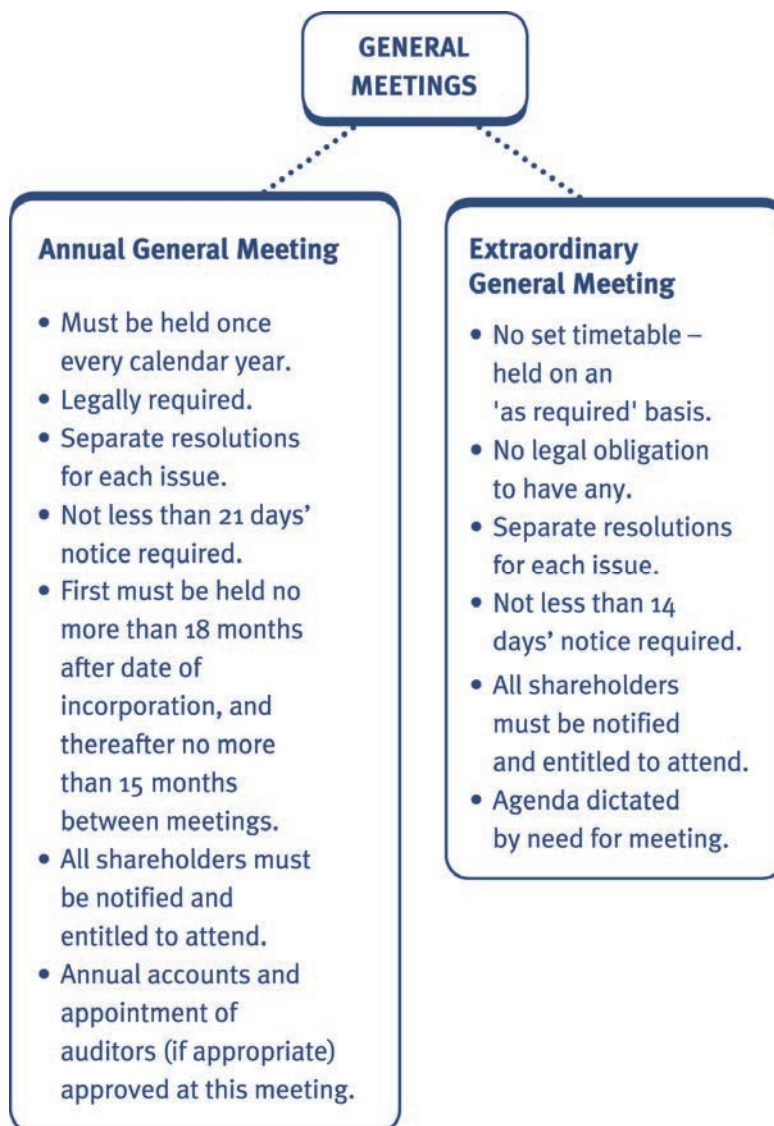 GENERAL
MEETINGS
Annual General Meeting
• Must be held once
every calendar year.
• Legally required.
• Separate resolutions
for each issue.
• Not less than 21 days’
notice required.
• First must be held no
more than 18 months
after date of
incorporation, and
thereafter no more
than 15 months
between meetings.
• All shareholders must
be notified and
entitled to attend.
• Annual accounts and
appointment of
auditors (if appropriate)
approved at this meeting.
Extraordinary
General Meeting
• No set timetable –
held on an
'as required' basis.
• No legal obligation
to have any.
• Separate resolutions
for each issue.
• Not less than 14
days’ notice required.
• All shareholders
must be notified
and entitled to attend.
• Agenda dictated
by need for meeting.